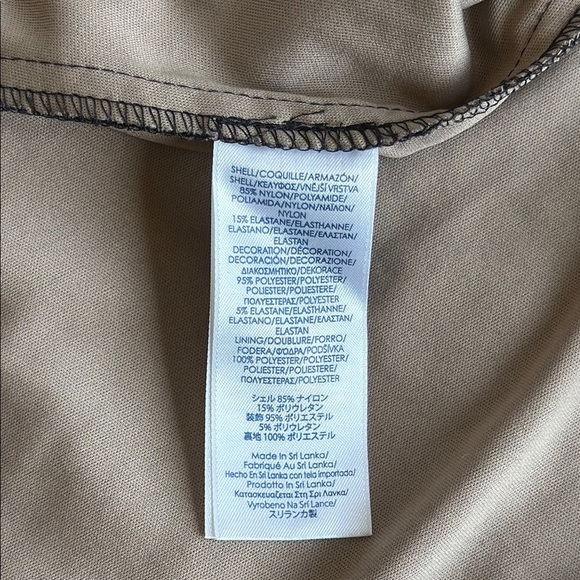 SHELL/COQUILLE/ARMAZÓN/
SHELL/ΚΕΛΥΦΟΣ/VNĚJŠÍ VRSTVA
85% NYLON/POLYAMIDE/
POLIAMIDA/NYLON/ΝΑΪΛΟΝ/
NYLON
15% ELASTANE/ELASTHANNE/
ELASTANO/ELASTANE/ΕΛΑΣΤΑΝ/
ELASTAN
DECORATION/DÉCORATION/
DECORACIÓN/DECORAZIONE/
ΔΙΑΚΟΣΜΗΤΙΚΟ/DEKORACE
95% POLYESTER/POLYESTER/
POLIESTER/POLIESTERE/
ΠΟΛΥΕΣΤΕΡΑΣ/POLYESTER
5% ELASTANE/ELASTHANNE/
ELASTANO/ELASTANE/ΕΛΑΣΤΑΝ/
ELASTAN
LINING/DOUBLURE/FORRO/
FODERA/ΦΟΔΡΑ/PODŠÍVKA
100% POLYESTER/POLYESTER/
POLIESTER/POLIESTERE/
ΠΟΛΥΕΣΤΕΡΑΣ/POLYESTER
シェル 85% ナイロン
15% ポリウレタン
装飾 95% ポリエステル
5% ポリウレタン
裏地 100% ポリエステル
Made In Sri Lanka/
Fabriqué Au Sri Lanka/
Hecho En Sri Lanka con tela importada/
Prodotto In Sri Lanka/
Κατασκευαζεται Στη Σρι Λανκα/
Vyrobeno Na Srí Lance/
スリランカ製